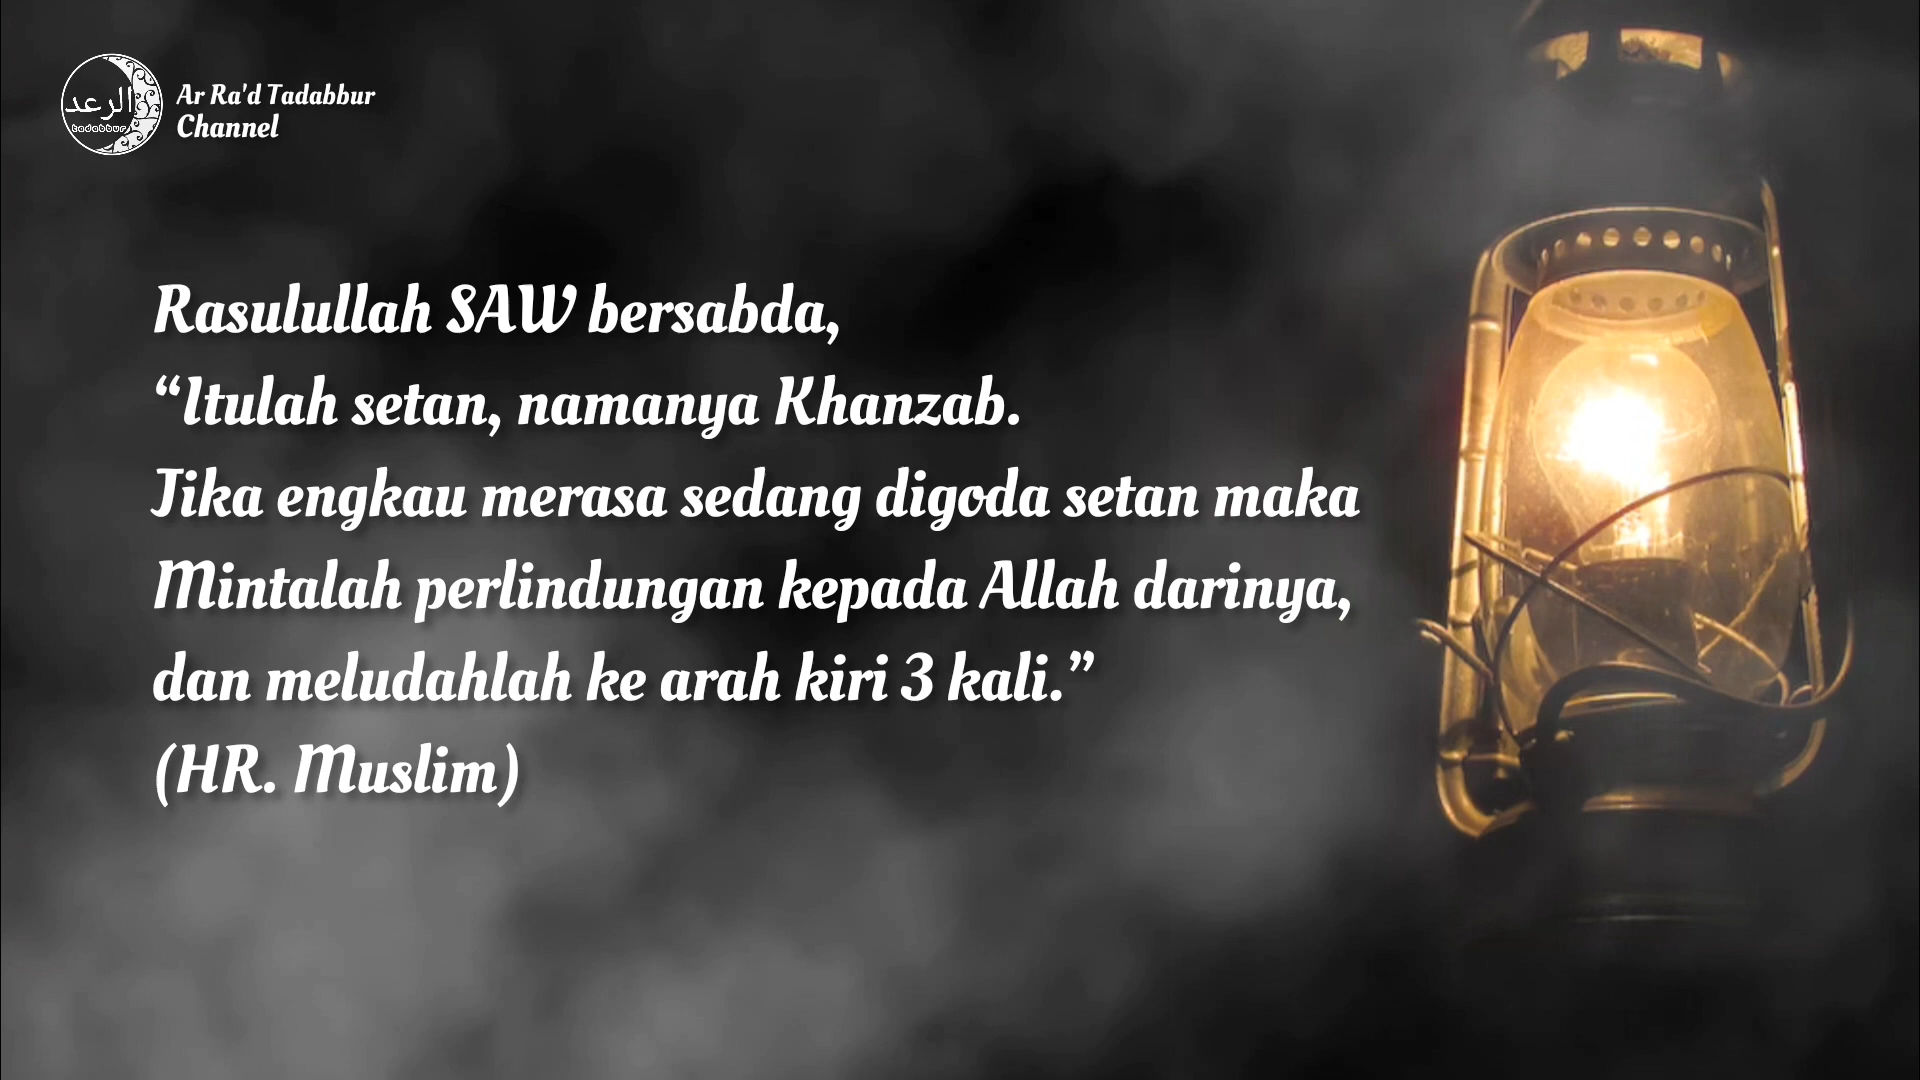 الرعد
tadabbur
Ar Ra'd Tadabbur
Channel
Rasulullah SAW bersabda,
“Itulah setan, namanya Khanzab.
Jika engkau merasa sedang digoda setan maka
Mintalah perlindungan kepada Allah darinya,
dan meludahlah ke arah kiri 3 kali.”
(HR. Muslim)